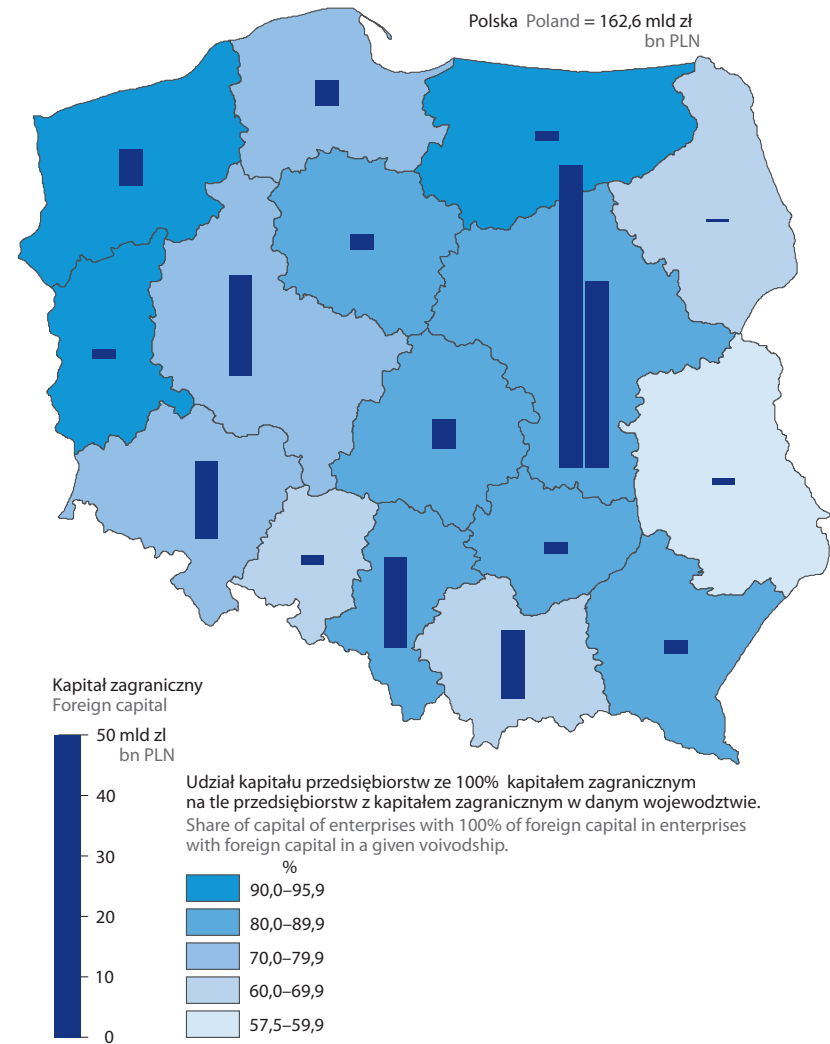 Polska Poland = 162,6 mld zł
bn PLN
Kapitał zagraniczny
Foreign capital
50 mld zl
bn PLN
40
30
20
10
0
Udział kapitału przedsiębiorstw ze 100% kapitałem zagranicznym
na tle przedsiębiorstw z kapitałem zagranicznym w danym wojewodztwie.
Share of capital of enterprises with 100% of foreign capital in enterprises
with foreign capital in a given voivodship.
%
90,0–95,9
80,0–89,9
70,0–79,9
60,0–69,9
57,5–59,9